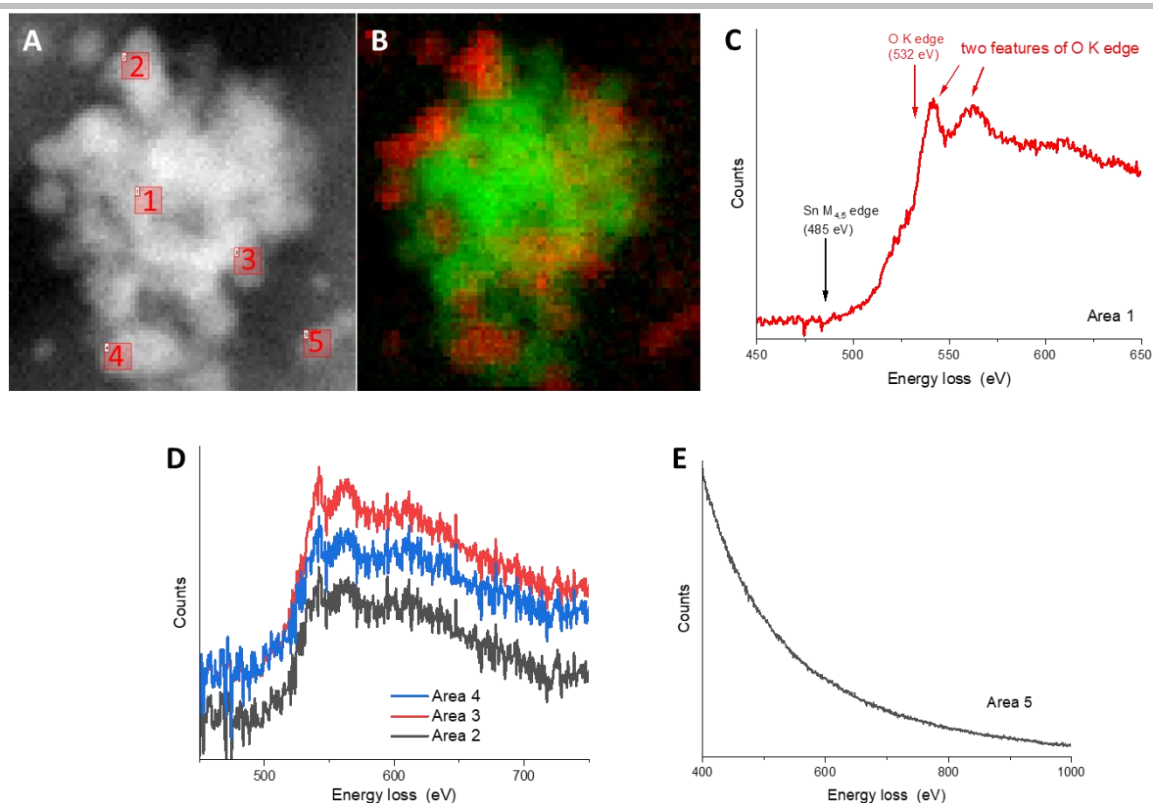 A
2
1
3
4
5
B
C
O K edge
(532 eV)
two features of O K edge
Sn M4,5 edge
(485 eV)
Counts
Area 1
450 500 550 600 650
Energy loss (eV)
D
Counts
Area 4
Area 3
Area 2
500 600 700
Energy loss (eV)
E
Counts
Area 5
400 600 800 1000
Energy loss (eV)